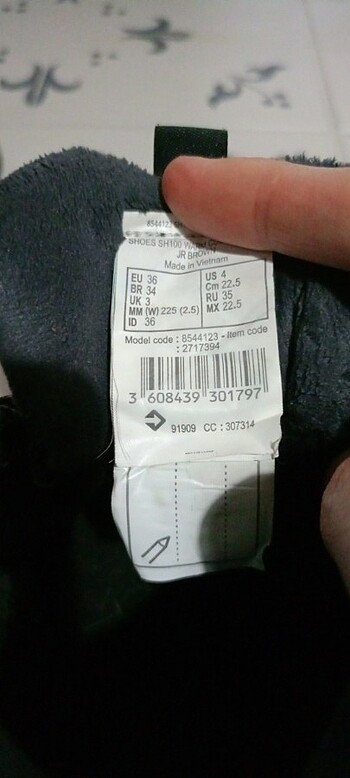 8544123
SHOES SH100 WARM
JR BROWN
Made in Vietnam
EU 36 US 4
BR 34 Cm 22.5
UK 3 RU 35
MM (W) 225 (2.5) MX 22.5
ID 36
Model code : 8544123 - Item code
: 2717394
3 608439 301797
91909 CC : 307314